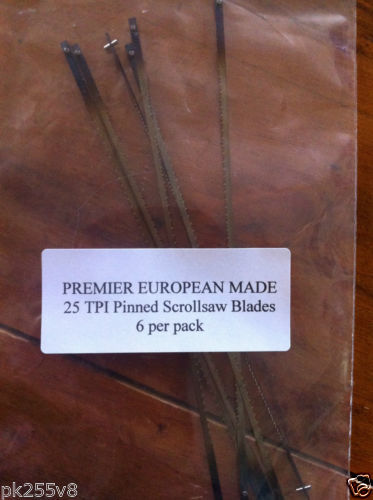 PREMIER EUROPEAN MADE
25 TPI Pinned Scrollsaw Blades
6 per pack
pk255v8